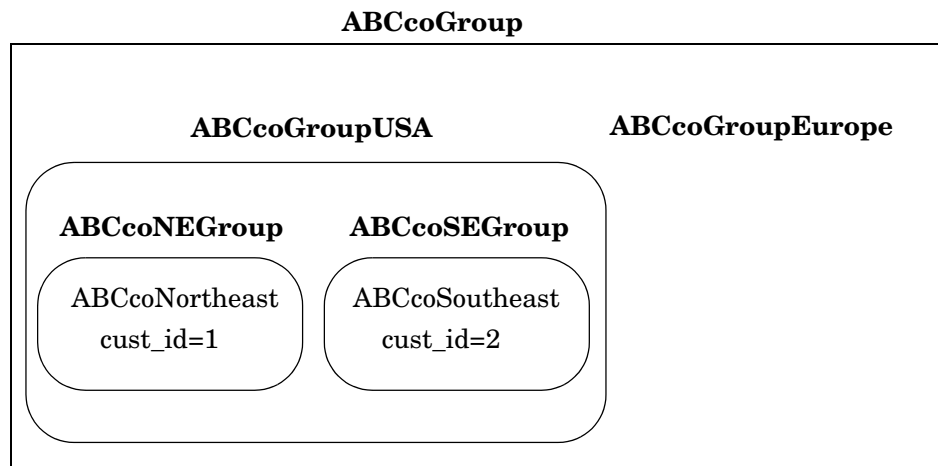 ABCcoGroup
ABCcoGroupUSA
ABCcoGroupEurope
ABCcoNEGroup
ABCcoSEGroup
ABCcoNortheast
cust_id=1
ABCcoSoutheast
cust_id=2